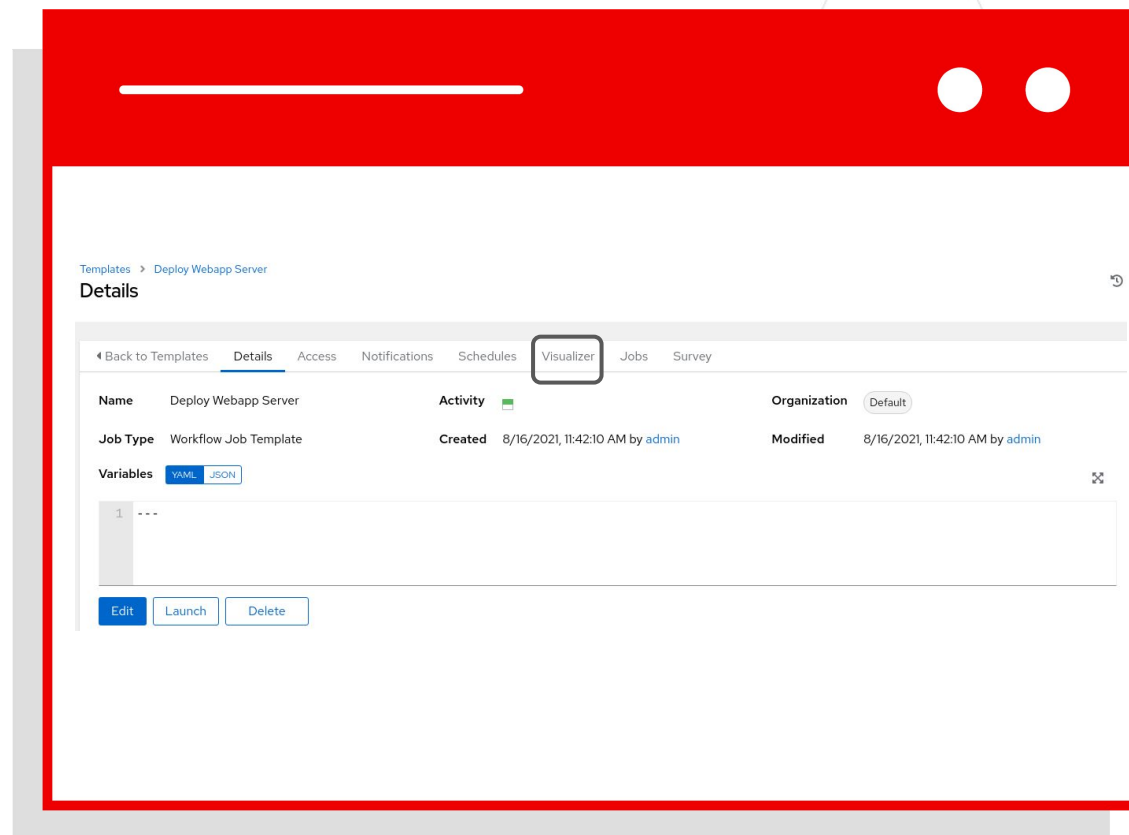 Templates > Deploy Webapp Server
Details
Back to Templates Details Access Notifications Schedules Visualizer Jobs Survey
Name Deploy Webapp Server Activity Organization Default
Job Type Workflow Job Template Created 8/16/2021, 11:42:10 AM by admin Modified 8/16/2021, 11:42:10 AM by admin
Variables YAML JSON
1 ---
Edit Launch Delete